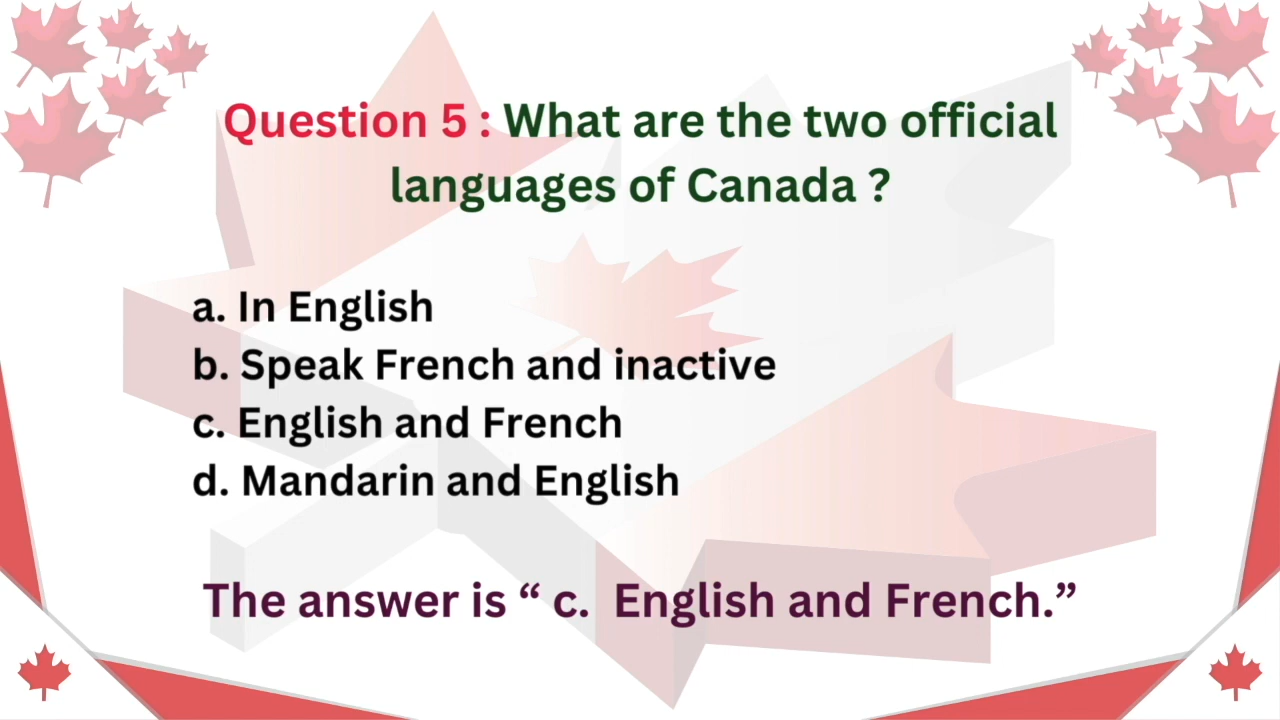 Question 5 : What are the two official
languages of Canada ?
a. In English
b. Speak French and inactive
c. English and French
d. Mandarin and English
The answer is “ c.  English and French.”